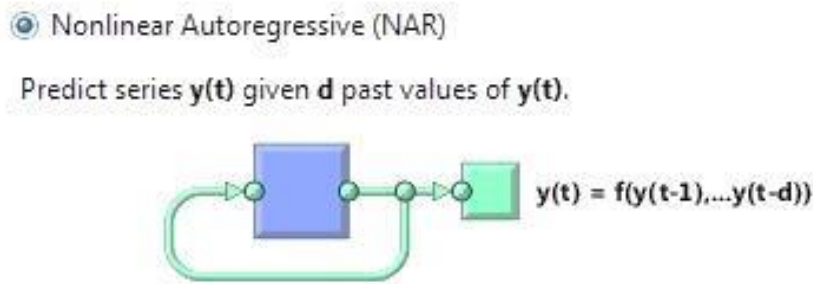 Nonlinear Autoregressive (NAR)
Predict series y(t) given d past values of y(t).
y(t) = f(y(t-1),...y(t-d))